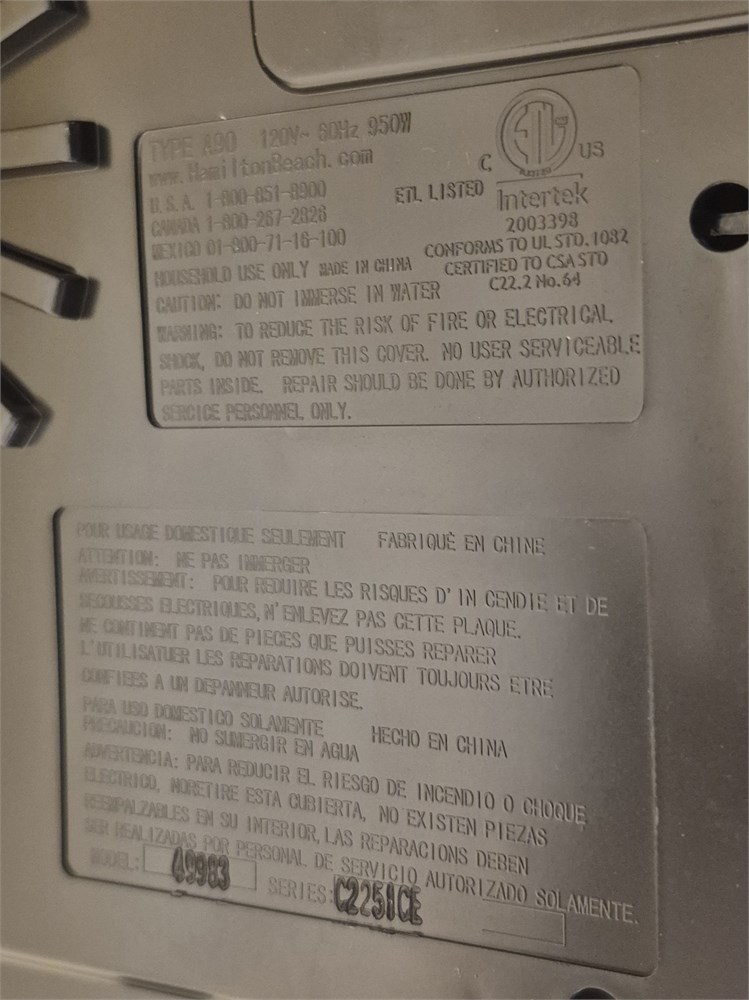 TYPE A90 120V~ 60Hz 950W
www.HamiltonBeach.com
U.S.A. 1-800-851-8900
CANADA 1-800-267-2826
MEXICO 01-800-71-16-100
C ETL US
ETL LISTED Intertek
2003398
CONFORMS TO UL STD. 1082
HOUSEHOLD USE ONLY MADE IN CHINA CERTIFIED TO CSA STD
C22.2 No.64
CAUTION: DO NOT IMMERSE IN WATER
WARNING: TO REDUCE THE RISK OF FIRE OR ELECTRICAL
SHOCK, DO NOT REMOVE THIS COVER. NO USER SERVICEABLE
PARTS INSIDE. REPAIR SHOULD BE DONE BY AUTHORIZED
SERCICE PERSONNEL ONLY.
POUR USAGE DOMESTIQUE SEULEMENT FABRIQUÉ EN CHINE
ATTENTION: NE PAS IMMERGER
AVERTISSEMENT: POUR REDUIRE LES RISQUES D' IN CENDIE ET DE
SECOUSSES ELECTRIQUES, N'ENLEVEZ PAS CETTE PLAQUE.
NE CONTINENT PAS DE PIECES QUE PUISSES REPARER
L'UTILISATUER LES REPARATIONS DOIVENT TOUJOURS ETRE
CONFIEES A UN DEPANNEUR AUTORISE.
PARA USO DOMESTICO SOLAMENTE HECHO EN CHINA
PRECAUCION: NO SUMERGIR EN AGUA
ADVERTENCIA: PARA REDUCIR EL RIESGO DE INCENDIO O CHOQUE
ELECTRICO, NORETIRE ESTA CUBIERTA, NO EXISTEN PIEZAS
REEMPALZABLES EN SU INTERIOR, LAS REPARACIONS DEBEN
SER REALIZADAS POR PERSONAL DE SERVICIO AUTORIZADO SOLAMENTE.
MODEL: 49983 SERIES: C2251CE